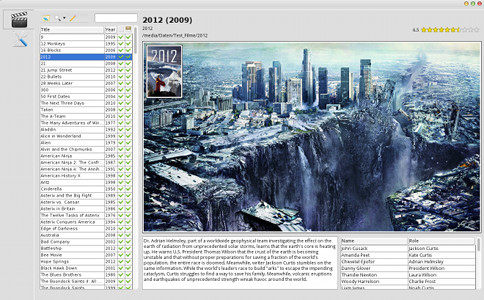 2012 (2009)
2012
/media/Daten/Test_Filme/2012
6.5
Title Year
9 2009
12 Monkeys 1995
16 Blocks 2006
2012 2009
21 2008
21 Jump Street 2012
22 Bullets 2010
28 Weeks Later 2007
300 2006
50 First Dates 2004
The Next Three Days 2010
Taken 2008
The A-Team 2010
The Many Adventures of Wi... 1977
Aladdin 1992
Alice in Wonderland 1999
Alien 1979
Alvin and the Chipmunks 2007
American Ninja 1985
American Ninja 2: The Confr
American Ninja 4: The Annih
American History X 1998
Antz 1998
Cinderella 1950
Asterix and the Big Fight 1989
Asterix vs. Caesar 1985
Asterix in Britain 1986
The Twelve Tasks of Asterix 1976
Asterix Conquers America 1994
Edge of Darkness 2010
Australia 2008
Bad Company 2002
Battleship 2012
Bee Movie 2007
Hope Springs 2012
Black Hawk Down 2001
The Blues Brothers 1980
The Boondock Saints 1999
The Boondock Saints II: All 2009
2012
Dr. Adrian Helmsley, part of a worldwide geophysical team investigating the effect on the
earth of radiation from unprecedented solar storms, learns that the earth's core is heating
up. He warns U.S. President Thomas Wilson that the crust of the earth is becoming
unstable and that without proper preparations for saving a fraction of the world's
population, the entire race is doomed. Meanwhile, writer Jackson Curtis stumbles on the
same information. While the world's leaders race to build "arks" to escape the impending
cataclysm, Curtis struggles to find a way to save his family. Meanwhile, volcanic eruptions
and earthquakes of unprecedented strength wreak havoc around the world.
Name Role
John Cusack Jackson Curtis
Amanda Peet Kate Curtis
Chiwetel Ejiofor Adrian Helmsley
Danny Glover President Wilson
Thandie Newton Laura Wilson
Woody Harrelson Charlie Frost
Liam James Noah Curtis